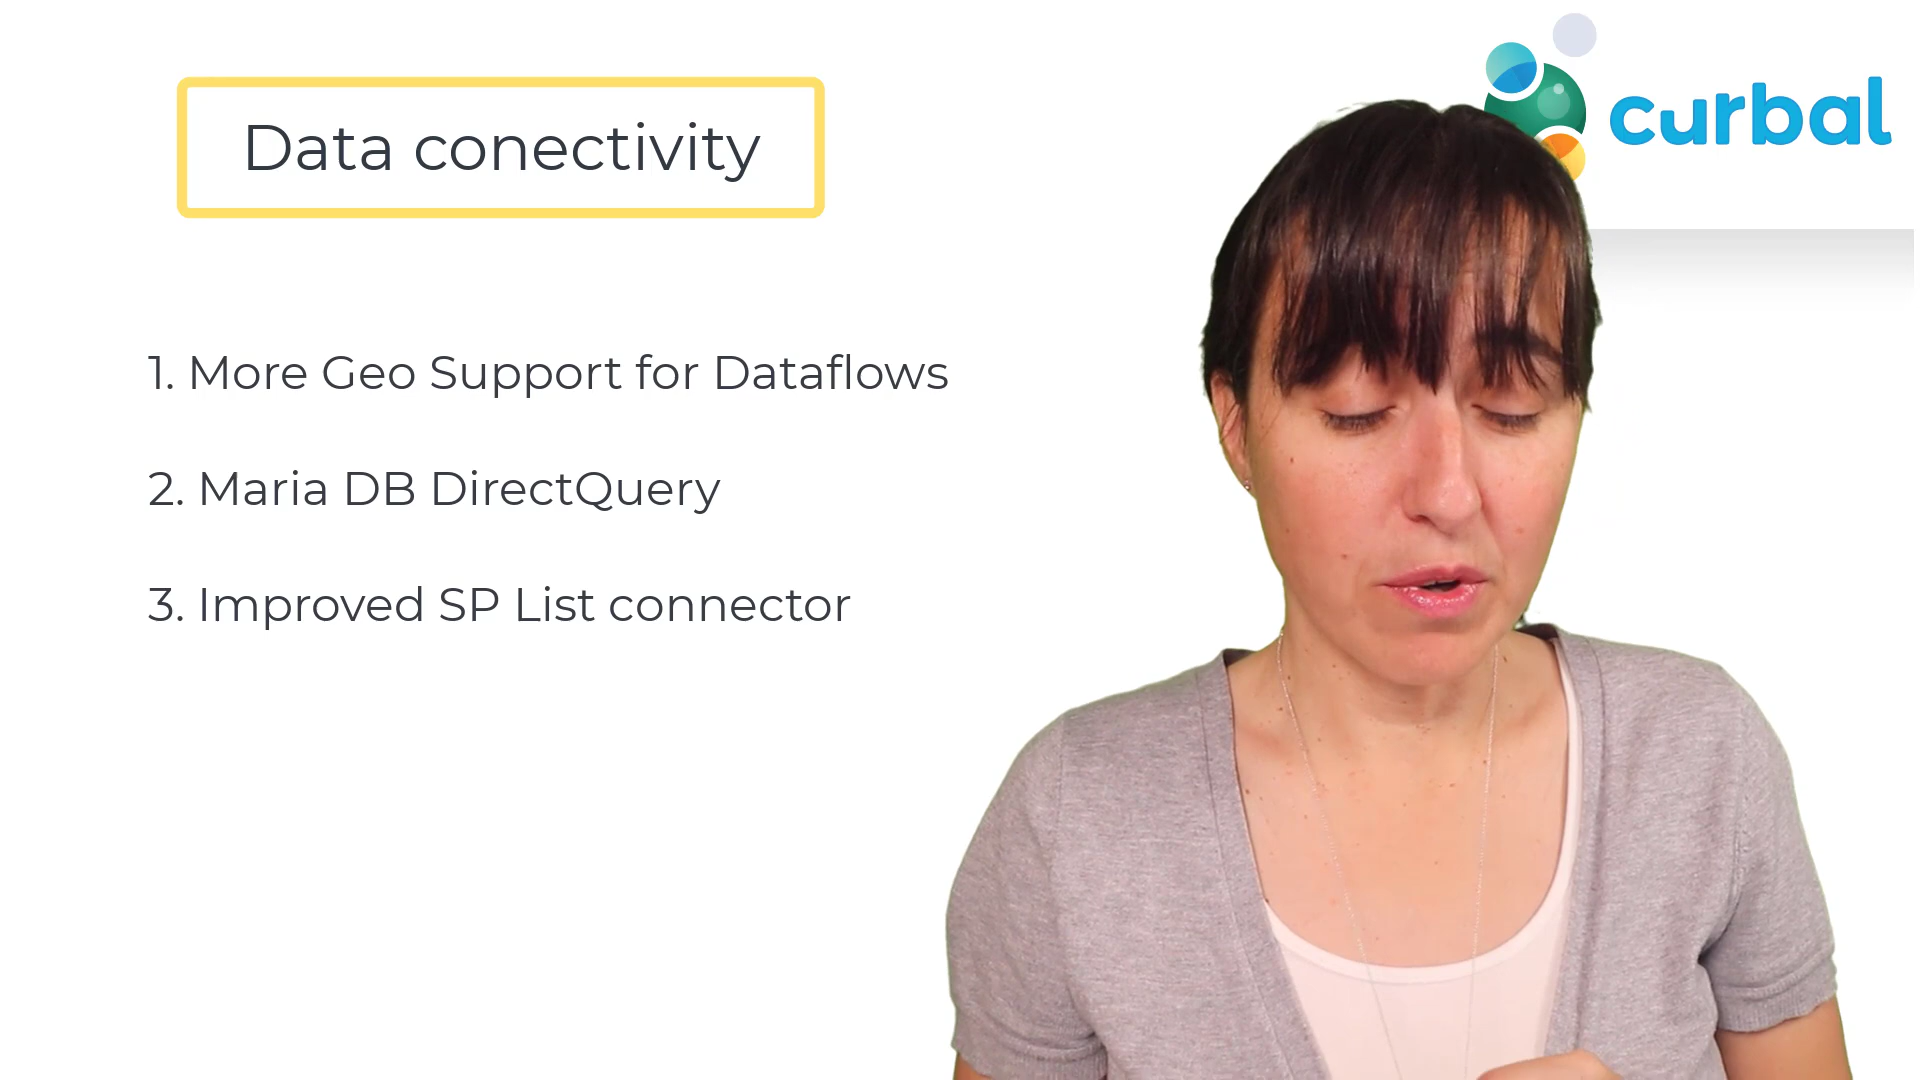 Data conectivity
curbal
1. More Geo Support for Dataflows
2. Maria DB DirectQuery
3. Improved SP List connector